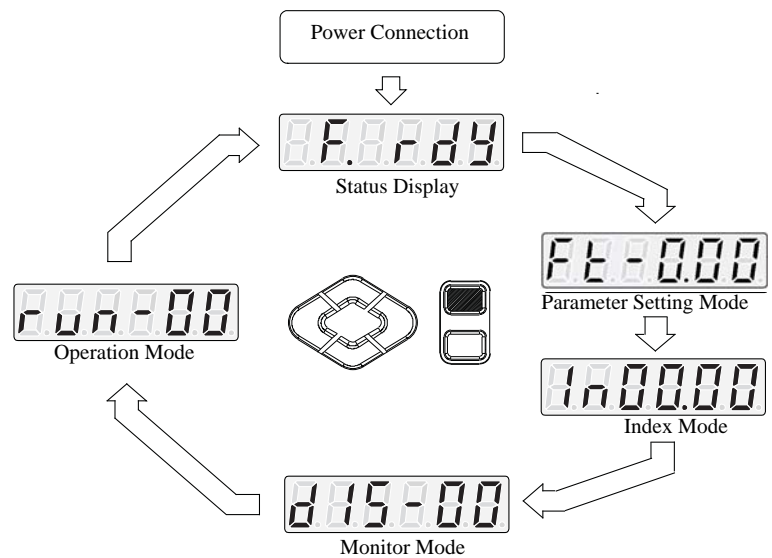 Power Connection
F. rdy
Status Display
Ft-0.00
Parameter Setting Mode
run-00
Operation Mode
In00.00
Index Mode
dIS-00
Monitor Mode